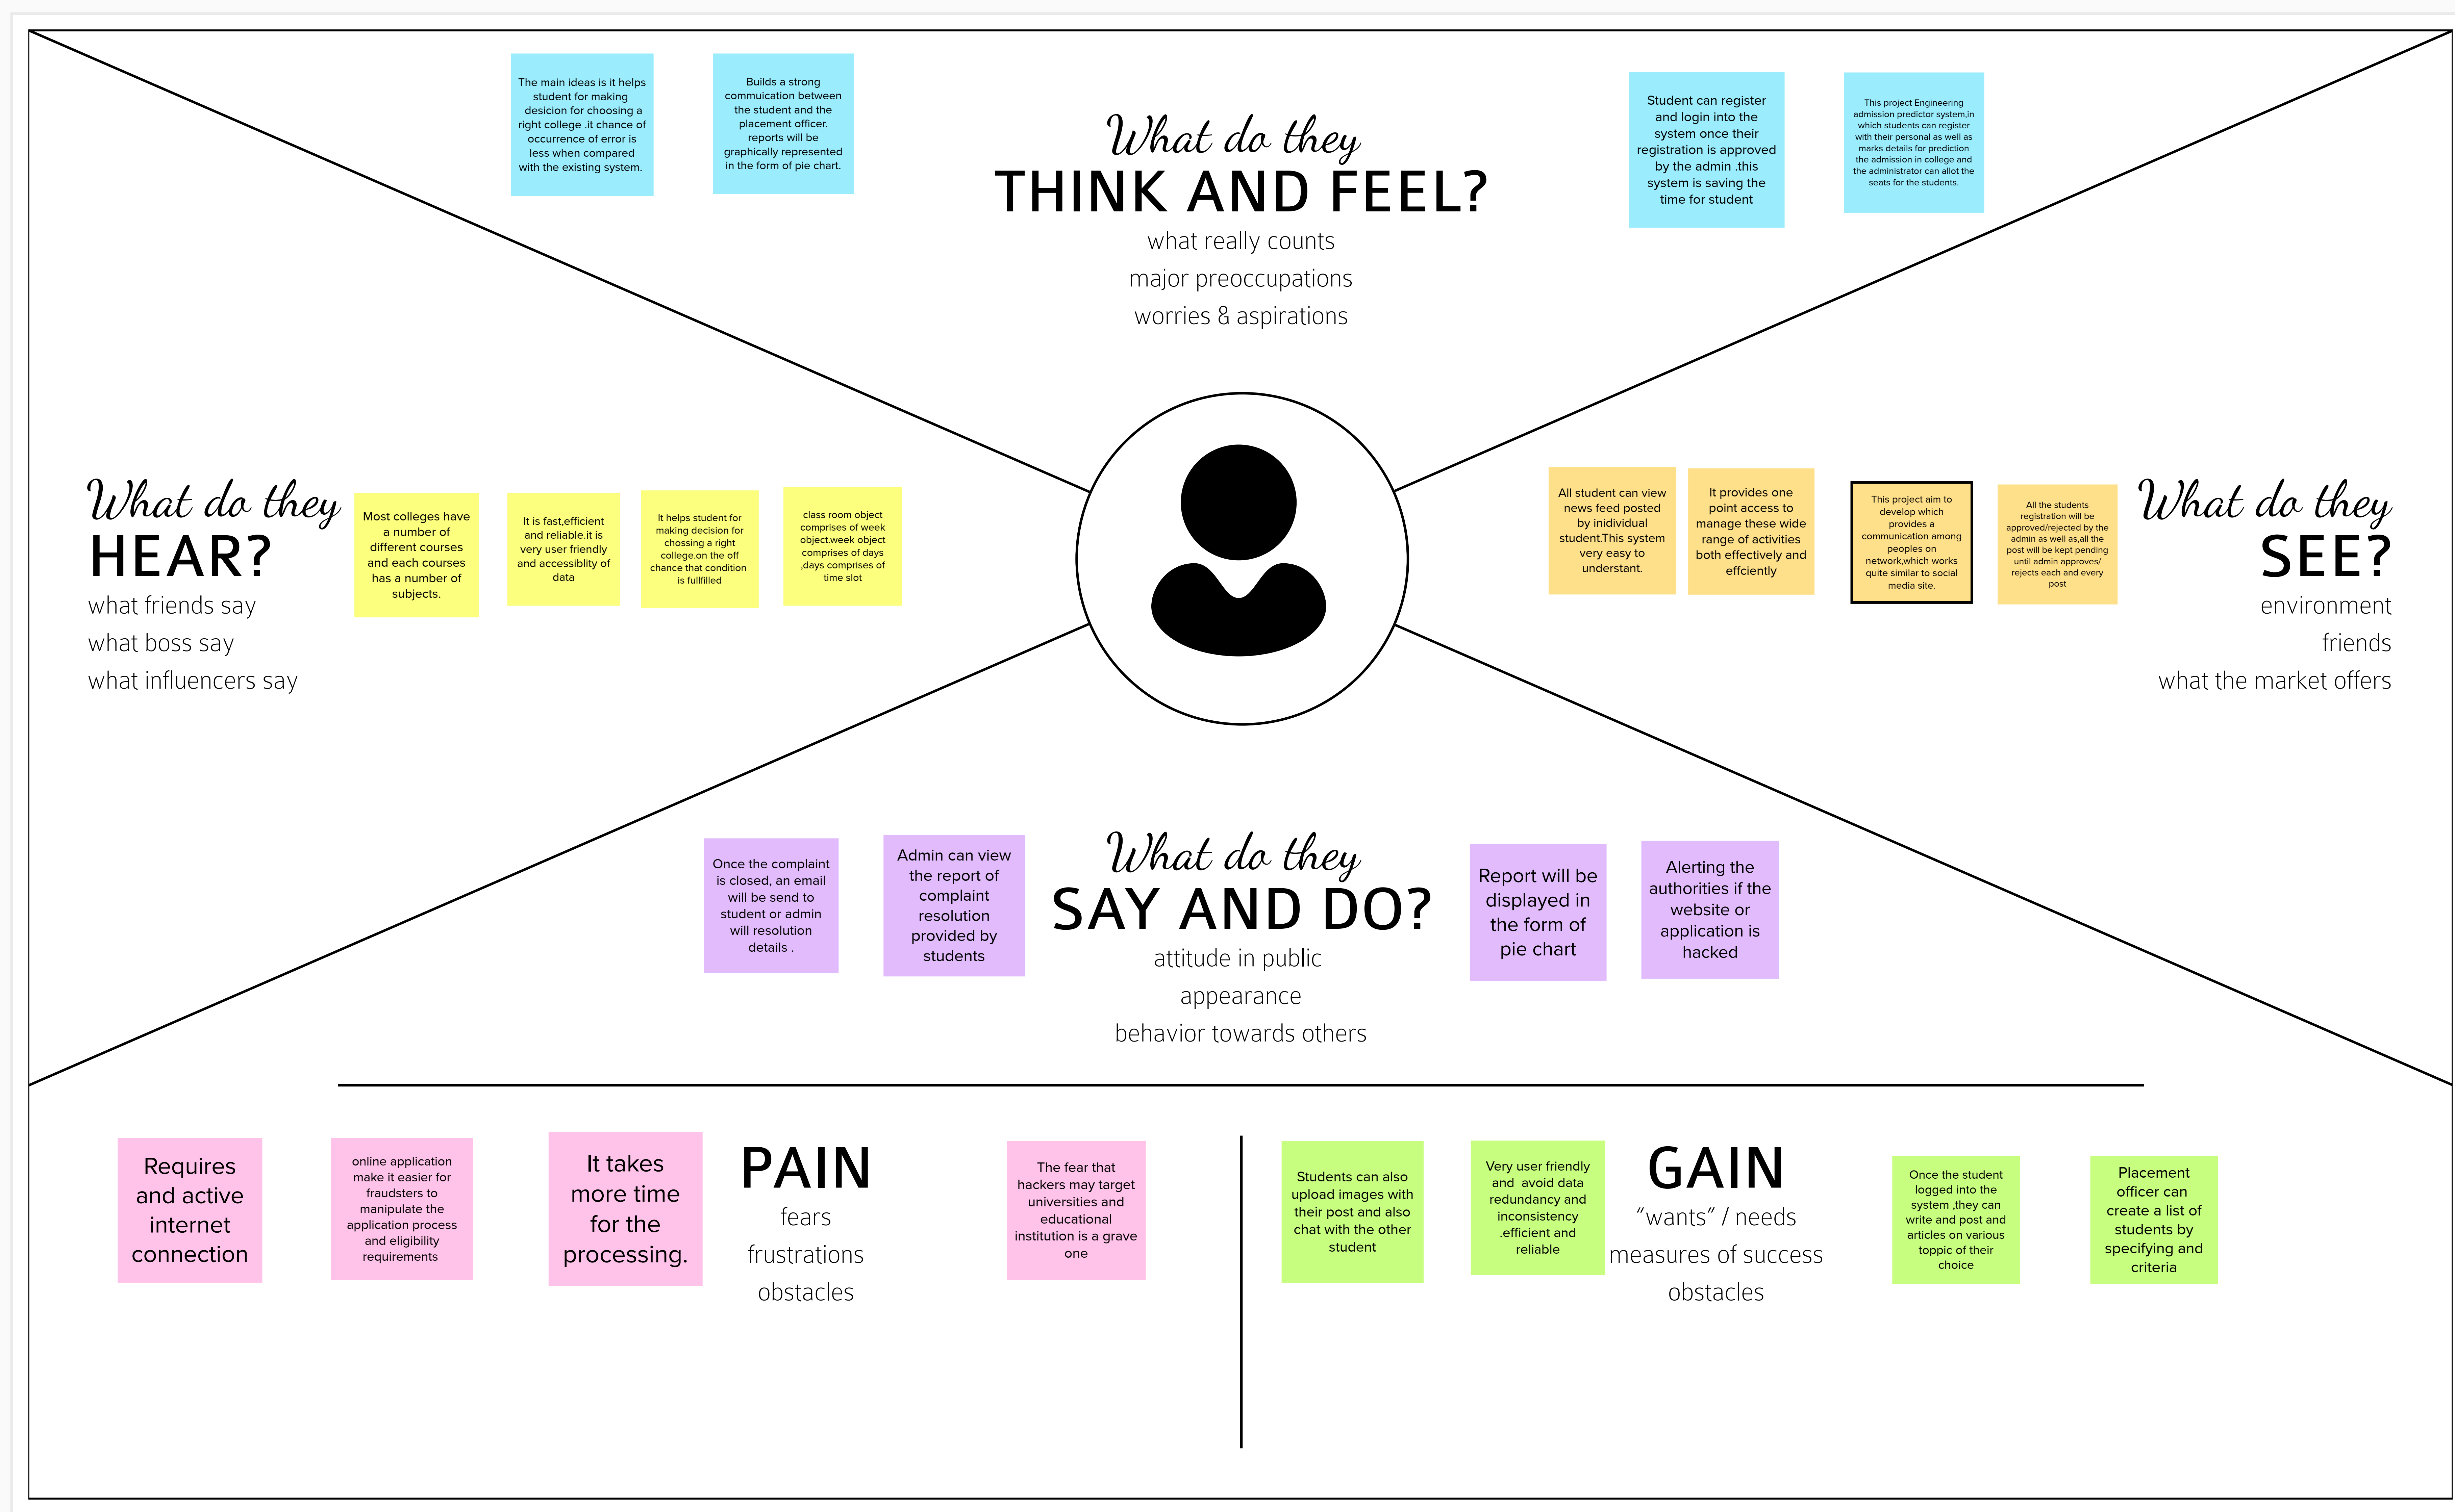 The main ideas is it helps
student for making
desicion for choosing a
right college .it chance of
occurrence of error is
less when compared
with the existing system.
Builds a strong
commuication between
the student and the
placement officer.
reports will be
graphically represented
in the form of pie chart.
What do they
THINK AND FEEL?
what really counts
major preoccupations
worries & aspirations
Student can register
and login into the
system once their
registration is approved
by the admin .this
system is saving the
time for student
This project Engineering
admission predictor system,in
which students can register
with their personal as well as
marks details for prediction
the admission in college and
the administrator can allot the
seats for the students.
What do they
HEAR?
what friends say
what boss say
what influencers say
Most colleges have
a number of
different courses
and each courses
has a number of
subjects.
It is fast,efficient
and reliable.it is
very user friendly
and accessiblity of
data
It helps student for
making decision for
chossing a right
college.on the off
chance that condition
is fullfilled
class room object
comprises of week
object.week object
comprises of days
,days comprises of
time slot
All student can view
news feed posted
by inidividual
student.This system
very easy to
understant.
It provides one
point access to
manage these wide
range of activities
both effectively and
effciently
This project aim to
develop which
provides a
communication among
peoples on
network,which works
quite similar to social
media site.
All the students
registration will be
approved/rejected by the
admin as well as,all the
post will be kept pending
until admin approves/
rejects each and every
post
What do they
SEE?
environment
friends
what the market offers
Once the complaint
is closed, an email
will be send to
student or admin
will resolution
details .
Admin can view
the report of
complaint
resolution
provided by
students
What do they
SAY AND DO?
attitude in public
appearance
behavior towards others
Report will be
displayed in
the form of
pie chart
Alerting the
authorities if the
website or
application is
hacked
Requires
and active
internet
connection
online application
make it easier for
fraudsters to
manipulate the
application process
and eligibility
requirements
It takes
more time
for the
processing.
PAIN
fears
frustrations
obstacles
The fear that
hackers may target
universities and
educational
institution is a grave
one
Students can also
upload images with
their post and also
chat with the other
student
Very user friendly
and avoid data
redundancy and
inconsistency
.efficient and
reliable
GAIN
“wants” / needs
measures of success
obstacles
Once the student
logged into the
system ,they can
write and post and
articles on various
toppic of their
choice
Placement
officer can
create a list of
students by
specifying and
criteria